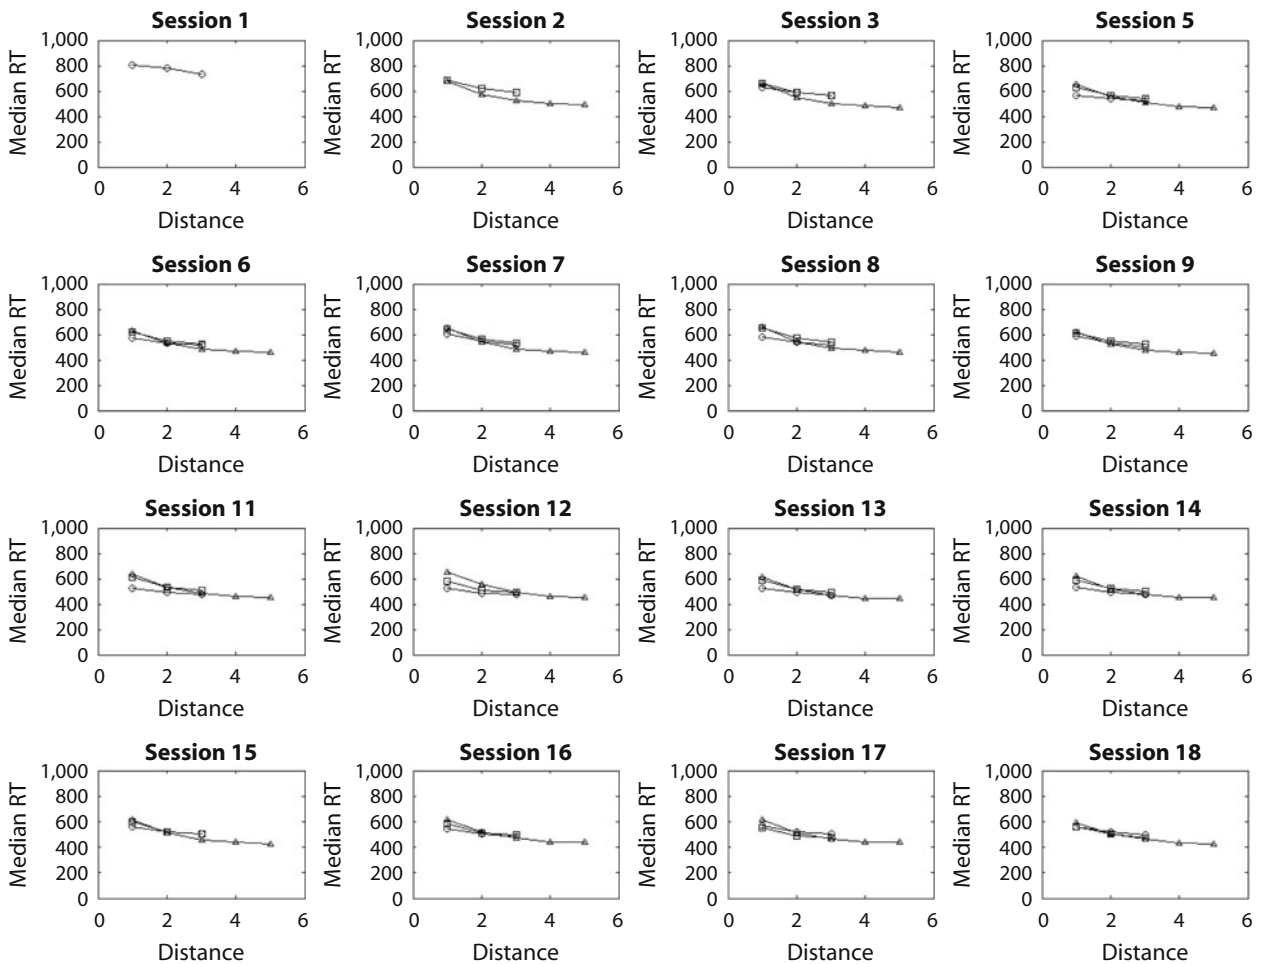 Session 1 Session 2 Session 3 Session 5
Median RT 1,000 800 600 400 200 0 Median RT 1,000 800 600 400 200 0 Median RT 1,000 800 600 400 200 0 Median RT 1,000 800 600 400 200 0
0 2 4 6 0 2 4 6 0 2 4 6 0 2 4 6
Distance Distance Distance Distance
Session 6 Session 7 Session 8 Session 9
Median RT 1,000 800 600 400 200 0 Median RT 1,000 800 600 400 200 0 Median RT 1,000 800 600 400 200 0 Median RT 1,000 800 600 400 200 0
0 2 4 6 0 2 4 6 0 2 4 6 0 2 4 6
Distance Distance Distance Distance
Session 11 Session 12 Session 13 Session 14
Median RT 1,000 800 600 400 200 0 Median RT 1,000 800 600 400 200 0 Median RT 1,000 800 600 400 200 0 Median RT 1,000 800 600 400 200 0
0 2 4 6 0 2 4 6 0 2 4 6 0 2 4 6
Distance Distance Distance Distance
Session 15 Session 16 Session 17 Session 18
Median RT 1,000 800 600 400 200 0 Median RT 1,000 800 600 400 200 0 Median RT 1,000 800 600 400 200 0 Median RT 1,000 800 600 400 200 0
0 2 4 6 0 2 4 6 0 2 4 6 0 2 4 6
Distance Distance Distance Distance